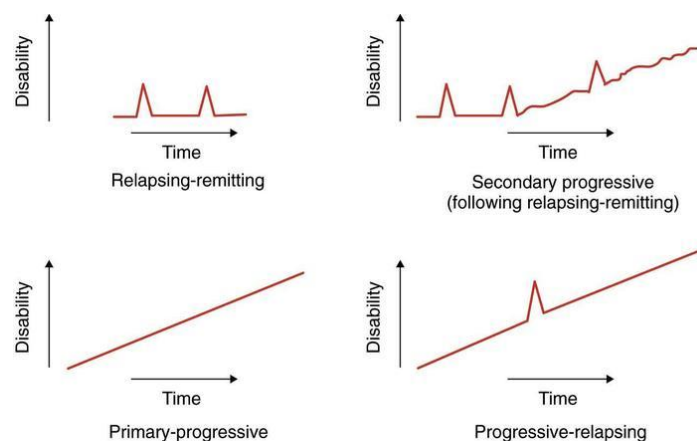 Disability
Time
Relapsing-remitting
Disability
Time
Secondary progressive
(following relapsing-remitting)
Disability
Time
Primary-progressive
Disability
Time
Progressive-relapsing